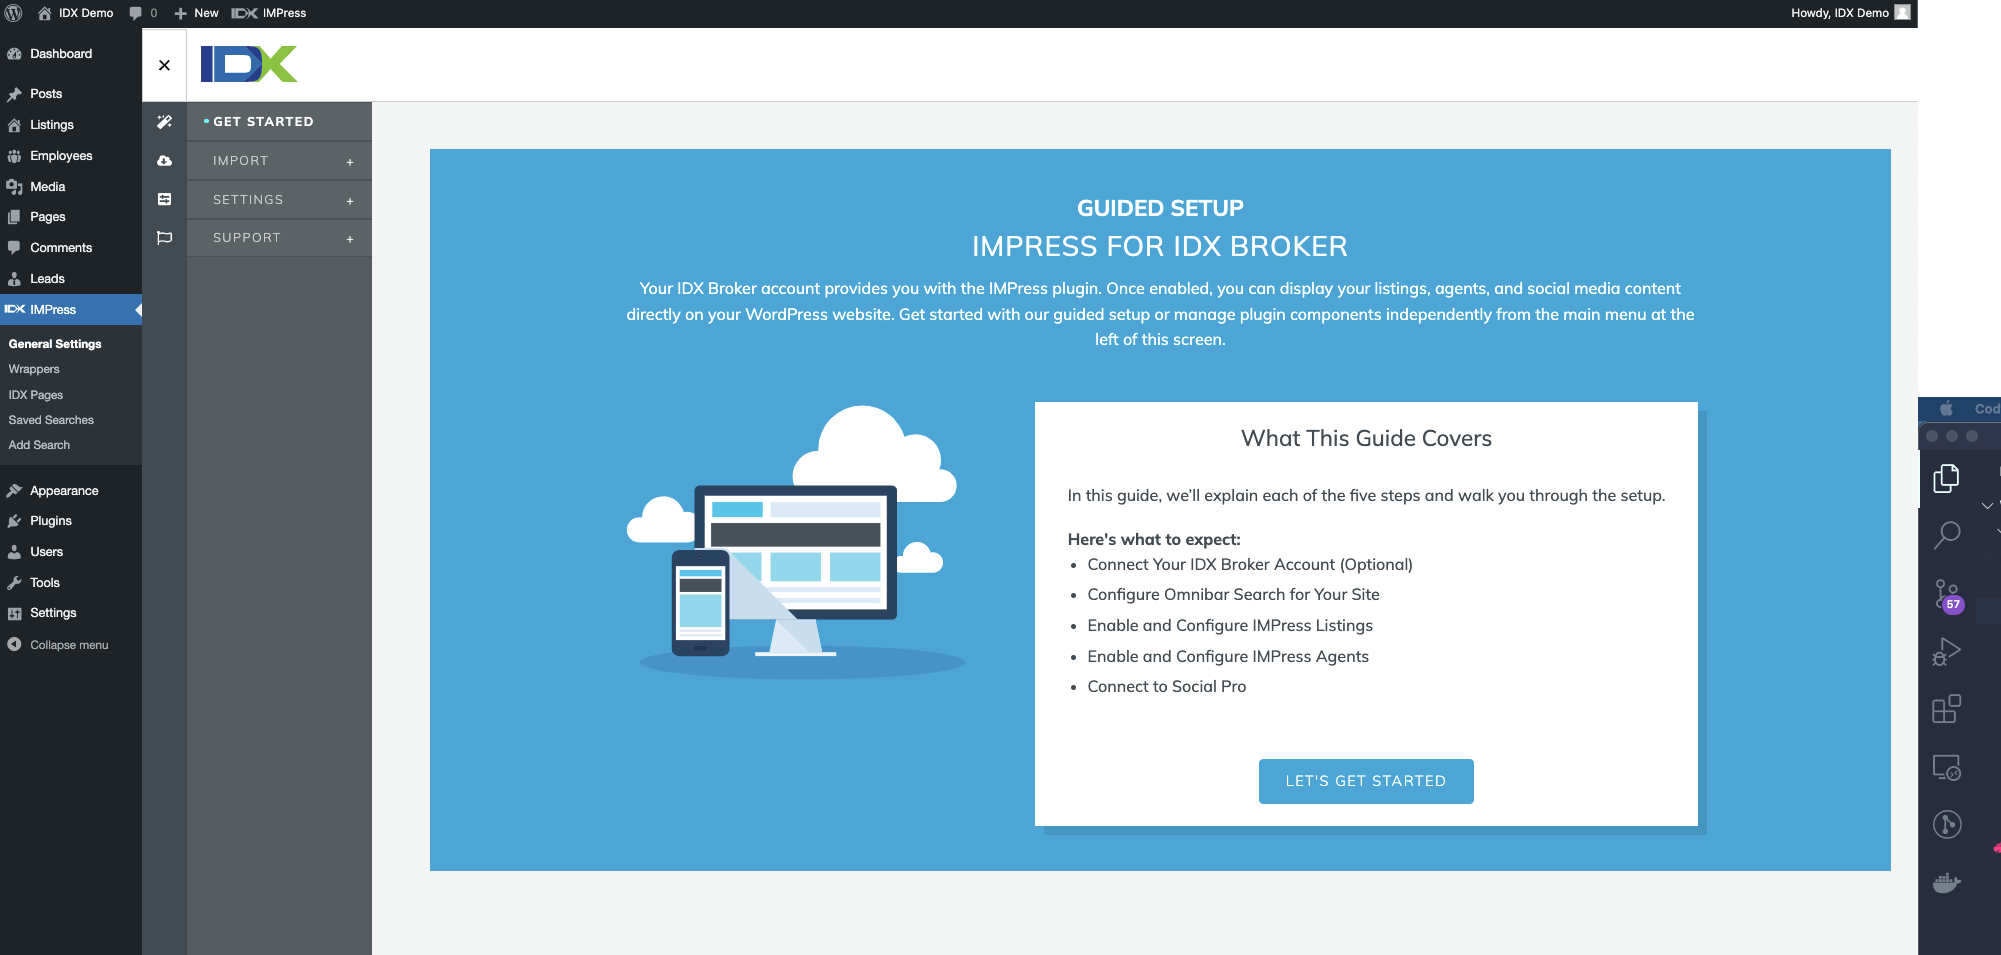 IDX Demo 0 New IDX IMPress
Howdy, IDX Demo
Dashboard
Posts
Listings
Employees
Media
Pages
Comments
Leads
IDX IMPress
General Settings
Wrappers
IDX Pages
Saved Searches
Add Search
Appearance
Plugins
Users
Tools
Settings
Collapse menu
IDX
GET STARTED
IMPORT +
SETTINGS +
SUPPORT +
GUIDED SETUP
IMPRESS FOR IDX BROKER
Your IDX Broker account provides you with the IMPress plugin. Once enabled, you can display your listings, agents, and social media content
directly on your WordPress website. Get started with our guided setup or manage plugin components independently from the main menu at the
left of this screen.
What This Guide Covers
In this guide, we'll explain each of the five steps and walk you through the setup.
Here's what to expect:
• Connect Your IDX Broker Account (Optional)
• Configure Omnibar Search for Your Site
• Enable and Configure IMPress Listings
• Enable and Configure IMPress Agents
• Connect to Social Pro
LET'S GET STARTED
Cod
57